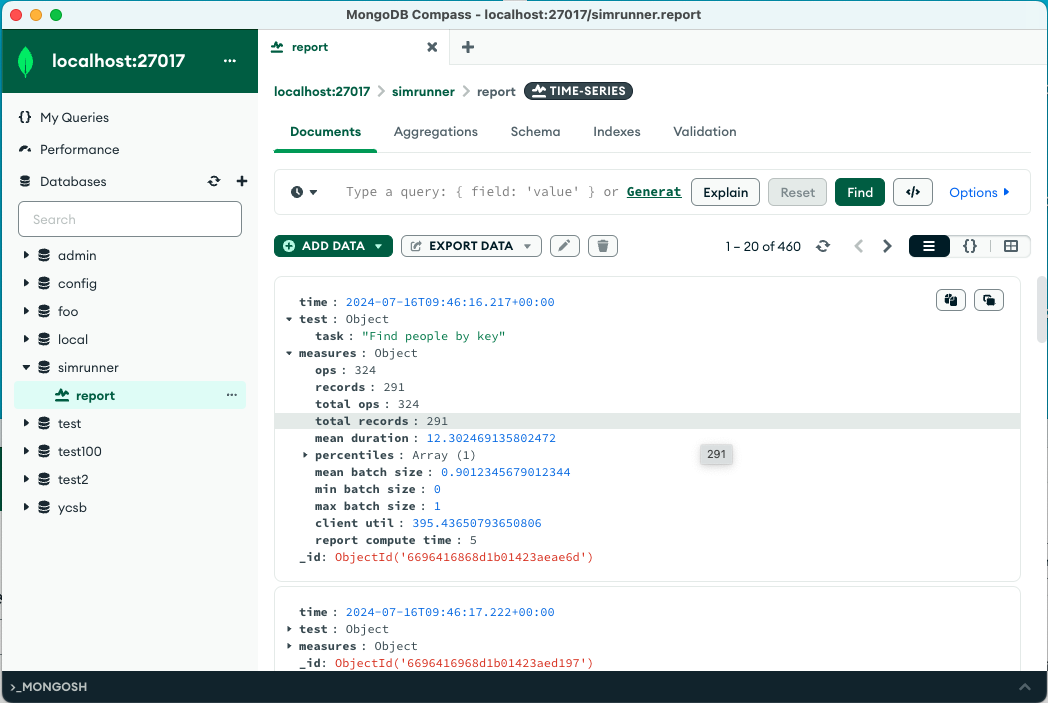 MongoDB Compass - localhost:27017/simrunner.report
localhost:27017
My Queries
Performance
Databases
Search
admin
config
foo
local
simrunner
report
test
test100
test2
ycsb
report
localhost:27017 > simrunner > report TIME-SERIES
Documents Aggregations Schema Indexes Validation
Type a query: { field: 'value' } or Generat Explain Reset Find </> Options
ADD DATA EXPORT DATA 1 – 20 of 460 {}
time : 2024-07-16T09:46:16.217+00:00
test : Object
task : "Find people by key"
measures : Object
ops : 324
records : 291
total ops : 324
total records : 291
mean duration : 12.302469135802472
percentiles : Array (1)
291
mean batch size : 0.9012345679012344
min batch size : 0
max batch size : 1
client util : 395.43650793650806
report compute time : 5
_id: ObjectId('6696416868d1b01423aeae6d')
time : 2024-07-16T09:46:17.222+00:00
test : Object
measures : Object
_id: ObjectId('6696416968d1b01423aed197')
>_MONGOSH